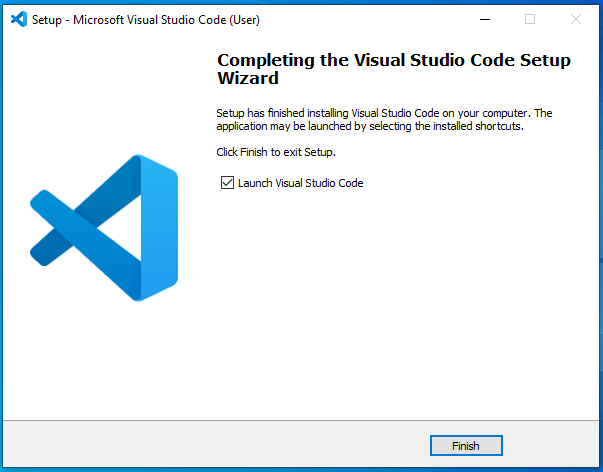 Setup - Microsoft Visual Studio Code (User)
Completing the Visual Studio Code Setup
Wizard
Setup has finished installing Visual Studio Code on your computer. The
application may be launched by selecting the installed shortcuts.
Click Finish to exit Setup.
Launch Visual Studio Code
Finish